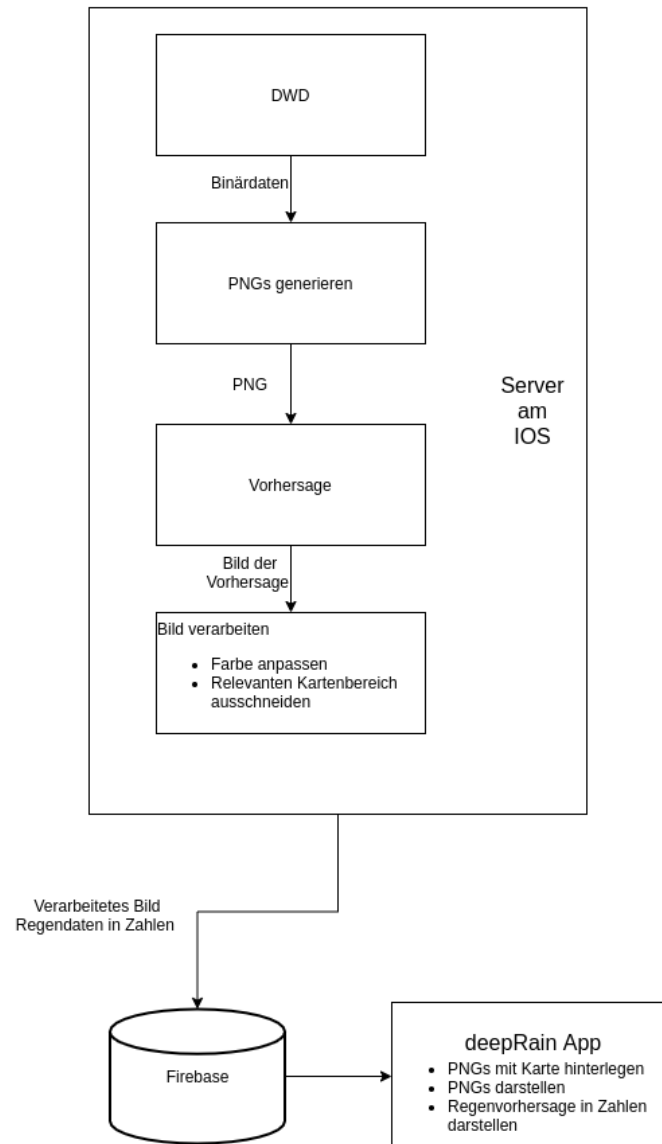 DWD
Binärdaten
PNGs generieren
PNG
Server
am
IOS
Vorhersage
Bild der
Vorhersage
Bild verarbeiten
Farbe anpassen
Relevanten Kartenbereich
ausschneiden
Verarbeitetes Bild
Regendaten in Zahlen
Firebase
deepRain App
PNGs mit Karte hinterlegen
PNGs darstellen
Regenvorhersage in Zahlen
darstellen